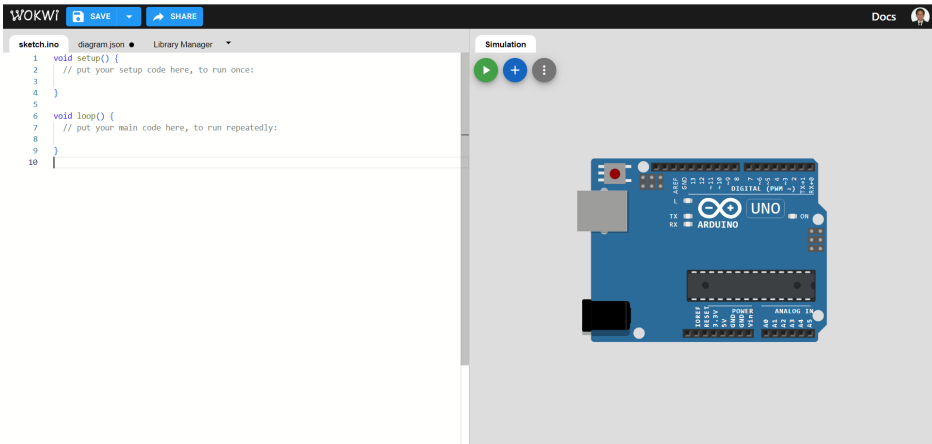 WOKWI SAVE SHARE Docs
sketch.ino diagram.json ● Library Manager
1 void setup() {
2 // put your setup code here, to run once:
3
4 }
5
6 void loop() {
7 // put your main code here, to run repeatedly:
8
9 }
10
Simulation
AREF GND 13 12 ~11 ~10 ~9 8 7 ~6 ~5 4 ~3 2 TX→1 RX←0
DIGITAL (PWM ~)
L
UNO
TX
RX
ON
ARDUINO
POWER ANALOG IN
IOREF RESET 3.3V 5V GND GND Vin A0 A1 A2 A3 A4 A5